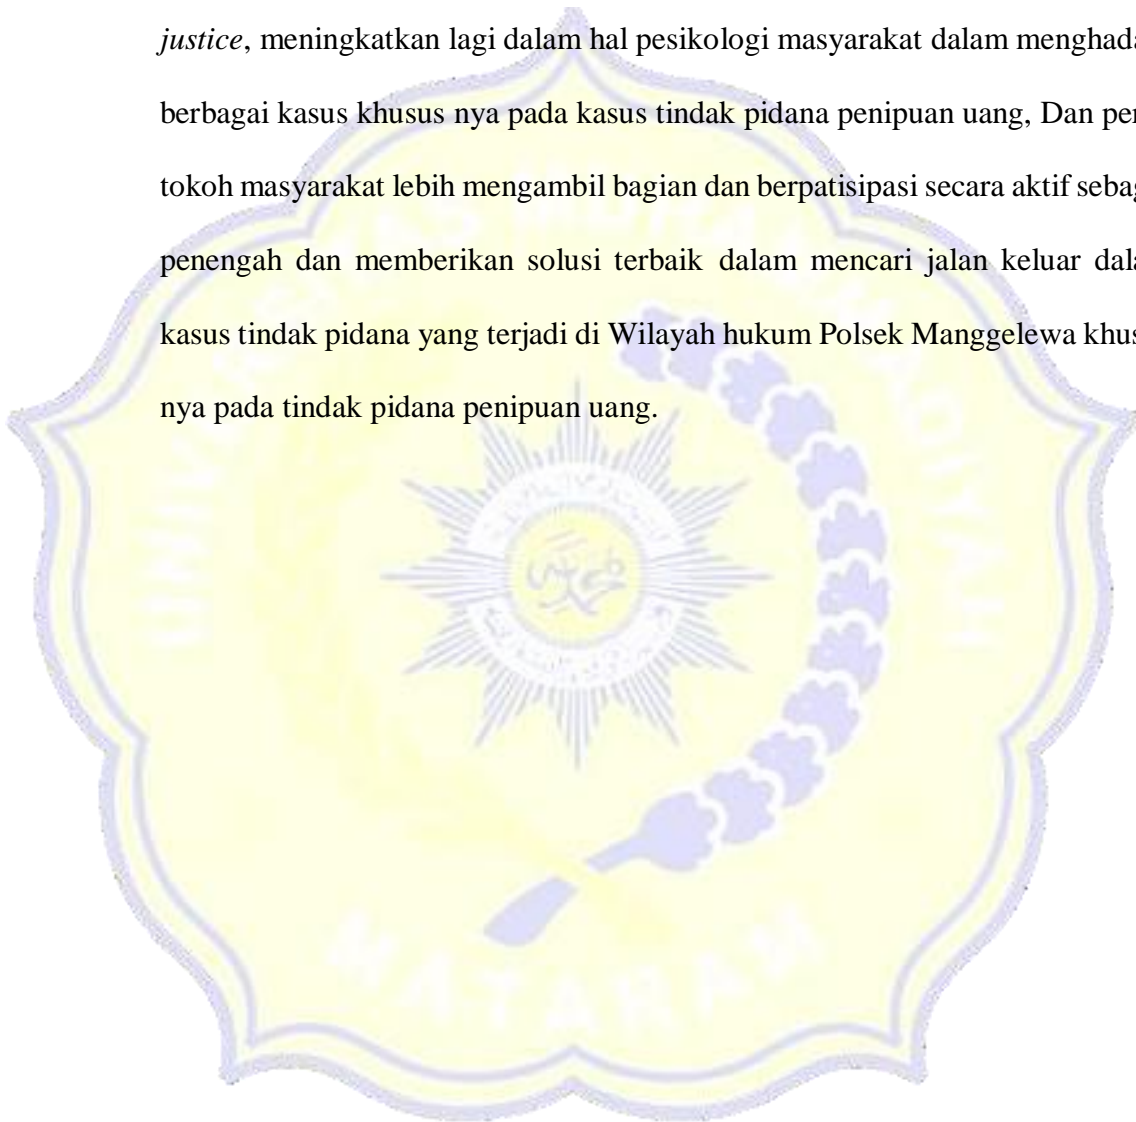 justice, meningkatkan lagi dalam hal pesikologi masyarakat dalam menghada
berbagai kasus khusus nya pada kasus tindak pidana penipuan uang, Dan per
tokoh masyarakat lebih mengambil bagian dan berpatisipasi secara aktif sebag
penengah dan memberikan solusi terbaik dalam mencari jalan keluar dala
kasus tindak pidana yang terjadi di Wilayah hukum Polsek Manggelewa khus
nya pada tindak pidana penipuan uang.
UNIVERSITAS MUHAMMADIYAH
MATARAM